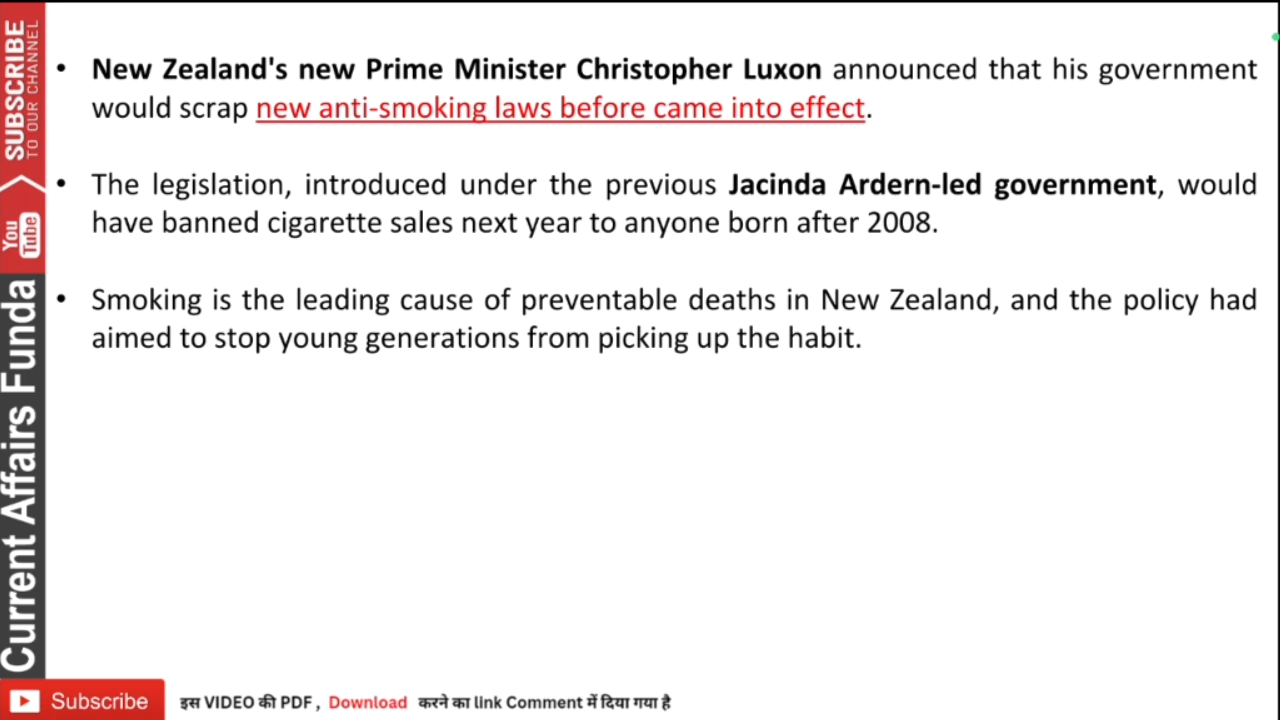 SUBSCRIBE
TO OUR CHANNEL
You
Tube
Current Affairs Funda
• New Zealand's new Prime Minister Christopher Luxon announced that his government
would scrap new anti-smoking laws before came into effect.
• The legislation, introduced under the previous Jacinda Ardern-led government, would
have banned cigarette sales next year to anyone born after 2008.
• Smoking is the leading cause of preventable deaths in New Zealand, and the policy had
aimed to stop young generations from picking up the habit.
Subscribe
इस VIDEO की PDF , Download करने का link Comment में दिया गया है